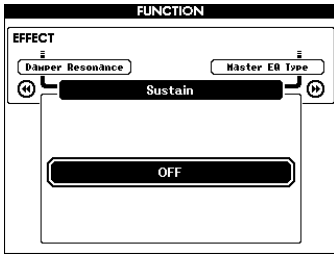 FUNCTION
EFFECT
Damper Resonance
Master EQ Type
Sustain
OFF